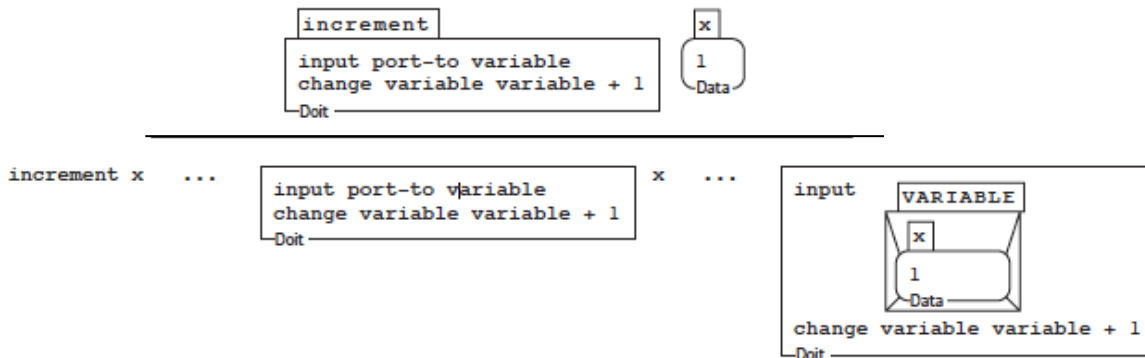 increment
x
input port-to variable
change variable variable + 1
Doit
1
Data
increment x ...
input port-to variable
change variable variable + 1
Doit
x ...
input
VARIABLE
x
1
Data
change variable variable + 1
Doit